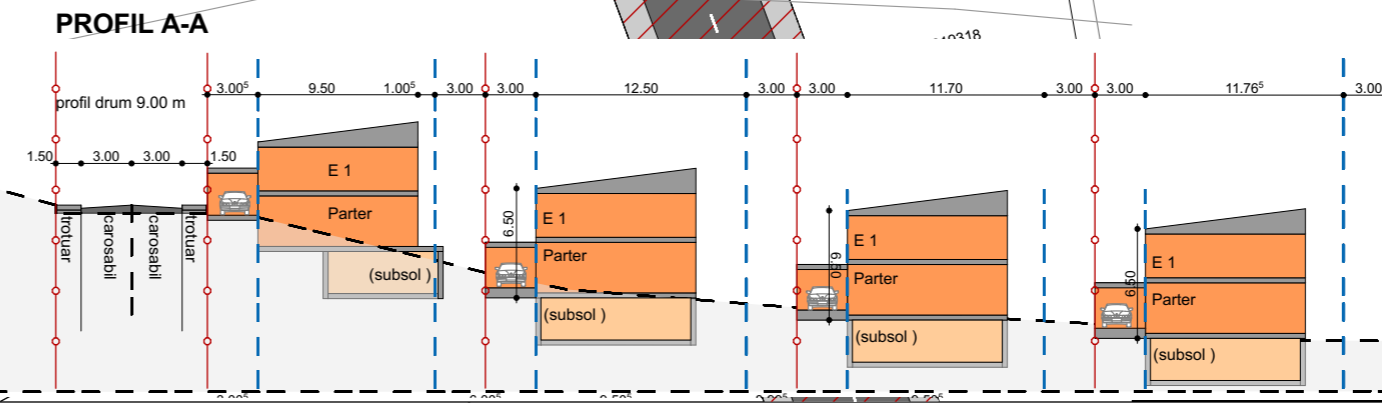 PROFIL A-A
3.00⁵ 9.50 1.00⁵ 3.00 3.00 12.50 3.00 3.00 11.70 3.00 3.00 11.76⁵ 3.00
profil drum 9.00 m
1.50 3.00 3.00 1.50
trotuar
carosabil
carosabil
trotuar
E 1
Parter
(subsol )
6.50
E 1
Parter
(subsol )
6.50
E 1
Parter
(subsol )
6.50
E 1
Parter
(subsol )